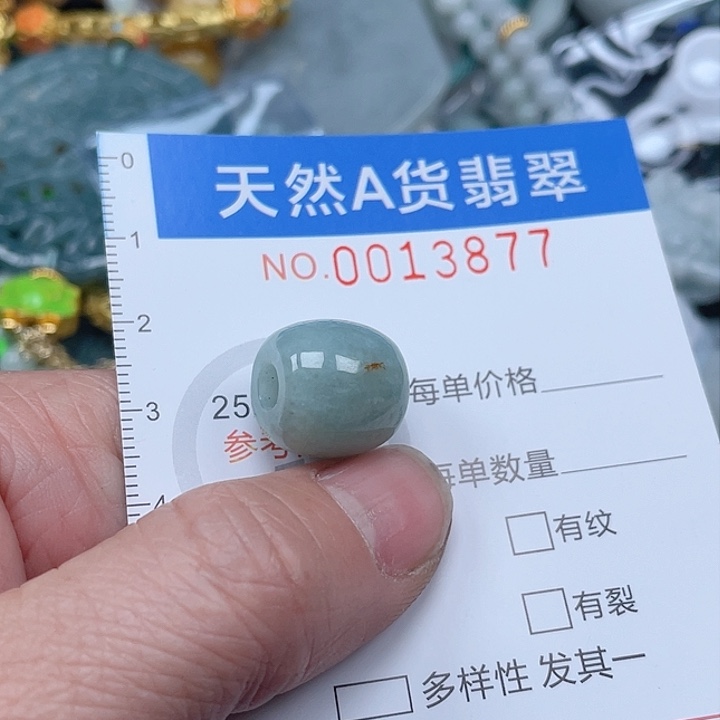 天然A货翡翠
NO.0013877
0
1
2
3
4
25
参考
每单价格
每单数量
有纹
有裂
多样性 发其一